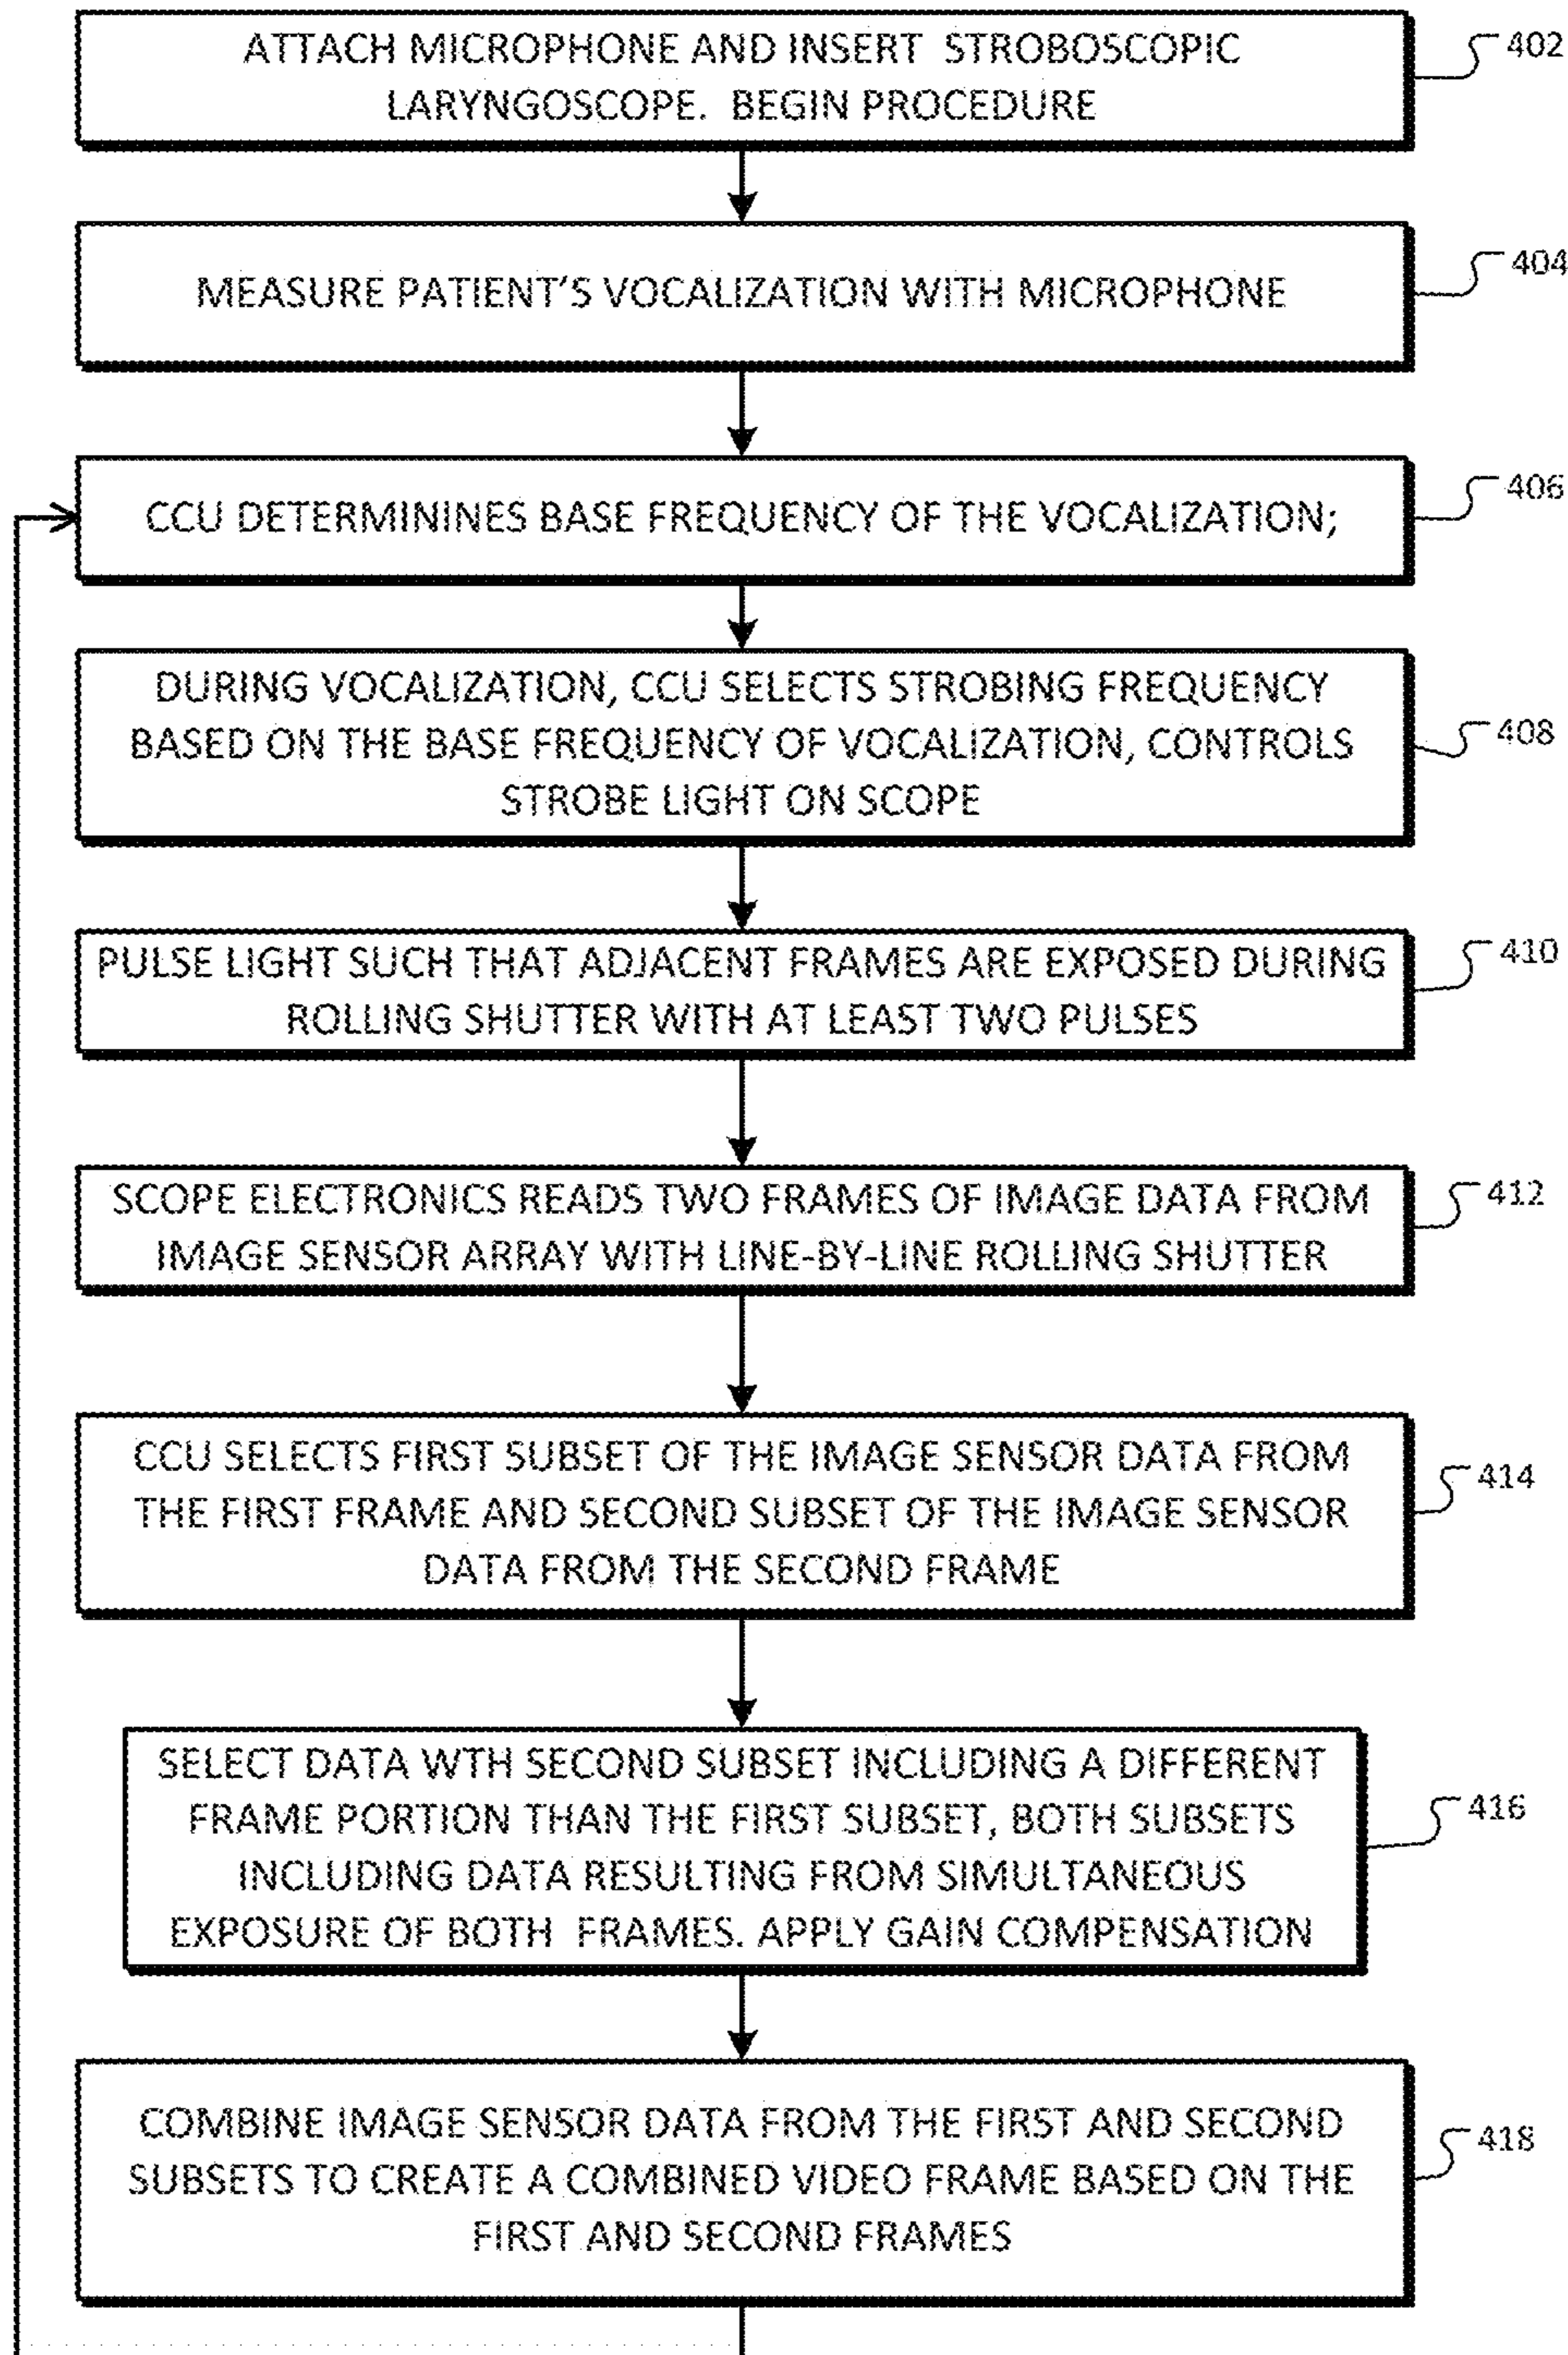 ATTACH MICROPHONE AND INSERT STROBOSCOPIC
LARYNGOSCOPE. BEGIN PROCEDURE
402
MEASURE PATIENT'S VOCALIZATION WITH MICROPHONE
404
CCU DETERMININES BASE FREQUENCY OF THE VOCALIZATION;
406
DURING VOCALIZATION, CCU SELECTS STROBING FREQUENCY
BASED ON THE BASE FREQUENCY OF VOCALIZATION, CONTROLS
STROBE LIGHT ON SCOPE
408
PULSE LIGHT SUCH THAT ADJACENT FRAMES ARE EXPOSED DURING
ROLLING SHUTTER WITH AT LEAST TWO PULSES
410
SCOPE ELECTRONICS READS TWO FRAMES OF IMAGE DATA FROM
IMAGE SENSOR ARRAY WITH LINE-BY-LINE ROLLING SHUTTER
412
CCU SELECTS FIRST SUBSET OF THE IMAGE SENSOR DATA FROM
THE FIRST FRAME AND SECOND SUBSET OF THE IMAGE SENSOR
DATA FROM THE SECOND FRAME
414
SELECT DATA WTH SECOND SUBSET INCLUDING A DIFFERENT
FRAME PORTION THAN THE FIRST SUBSET, BOTH SUBSETS
INCLUDING DATA RESULTING FROM SIMULTANEOUS
EXPOSURE OF BOTH FRAMES. APPLY GAIN COMPENSATION
416
COMBINE IMAGE SENSOR DATA FROM THE FIRST AND SECOND
SUBSETS TO CREATE A COMBINED VIDEO FRAME BASED ON THE
FIRST AND SECOND FRAMES
418